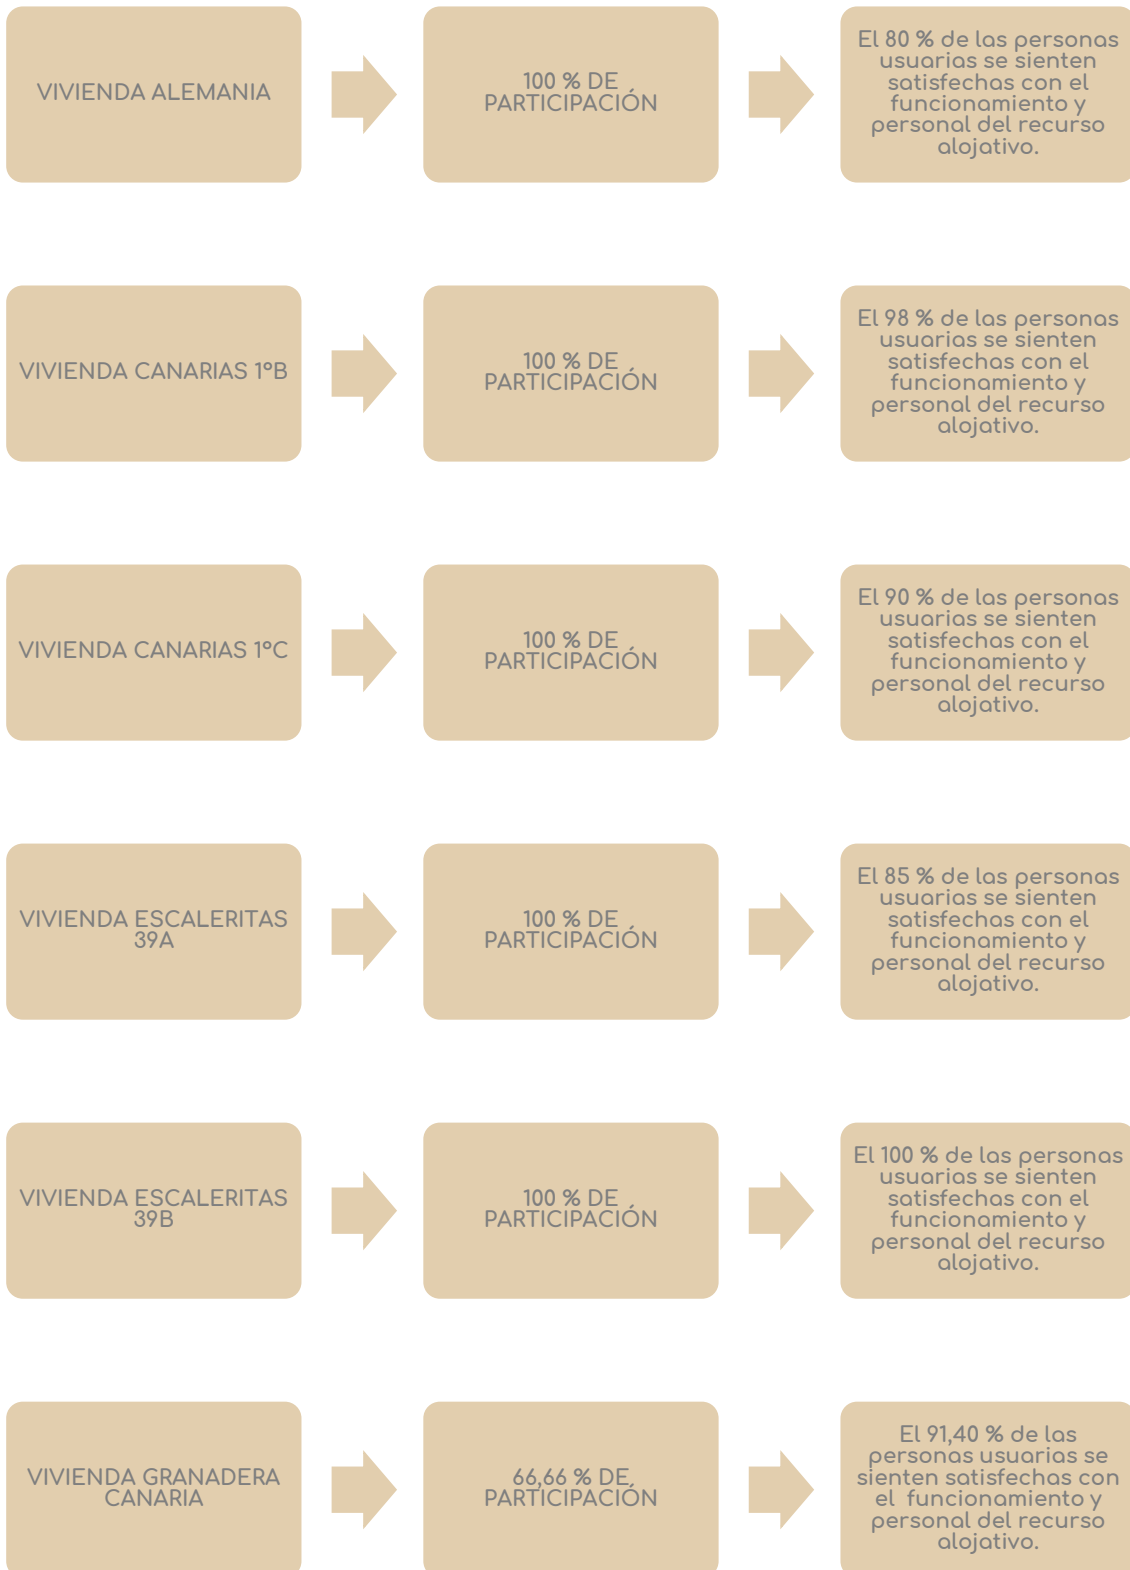 VIVIENDA ALEMANIA
100 % DE
PARTICIPACIÓN
El 80 % de las personas
usuarias se sienten
satisfechas con el
funcionamiento y
personal del recurso
alojativo.
VIVIENDA CANARIAS 1ºB
100 % DE
PARTICIPACIÓN
El 98 % de las personas
usuarias se sienten
satisfechas con el
funcionamiento y
personal del recurso
alojativo.
VIVIENDA CANARIAS 1ºC
100 % DE
PARTICIPACIÓN
El 90 % de las personas
usuarias se sienten
satisfechas con el
funcionamiento y
personal del recurso
alojativo.
VIVIENDA ESCALERITAS
39A
100 % DE
PARTICIPACIÓN
El 85 % de las personas
usuarias se sienten
satisfechas con el
funcionamiento y
personal del recurso
alojativo.
VIVIENDA ESCALERITAS
39B
100 % DE
PARTICIPACIÓN
El 100 % de las personas
usuarias se sienten
satisfechas con el
funcionamiento y
personal del recurso
alojativo.
VIVIENDA GRANADERA
CANARIA
66,66 % DE
PARTICIPACIÓN
El 91,40 % de las
personas usuarias se
sienten satisfechas con
el funcionamiento y
personal del recurso
alojativo.